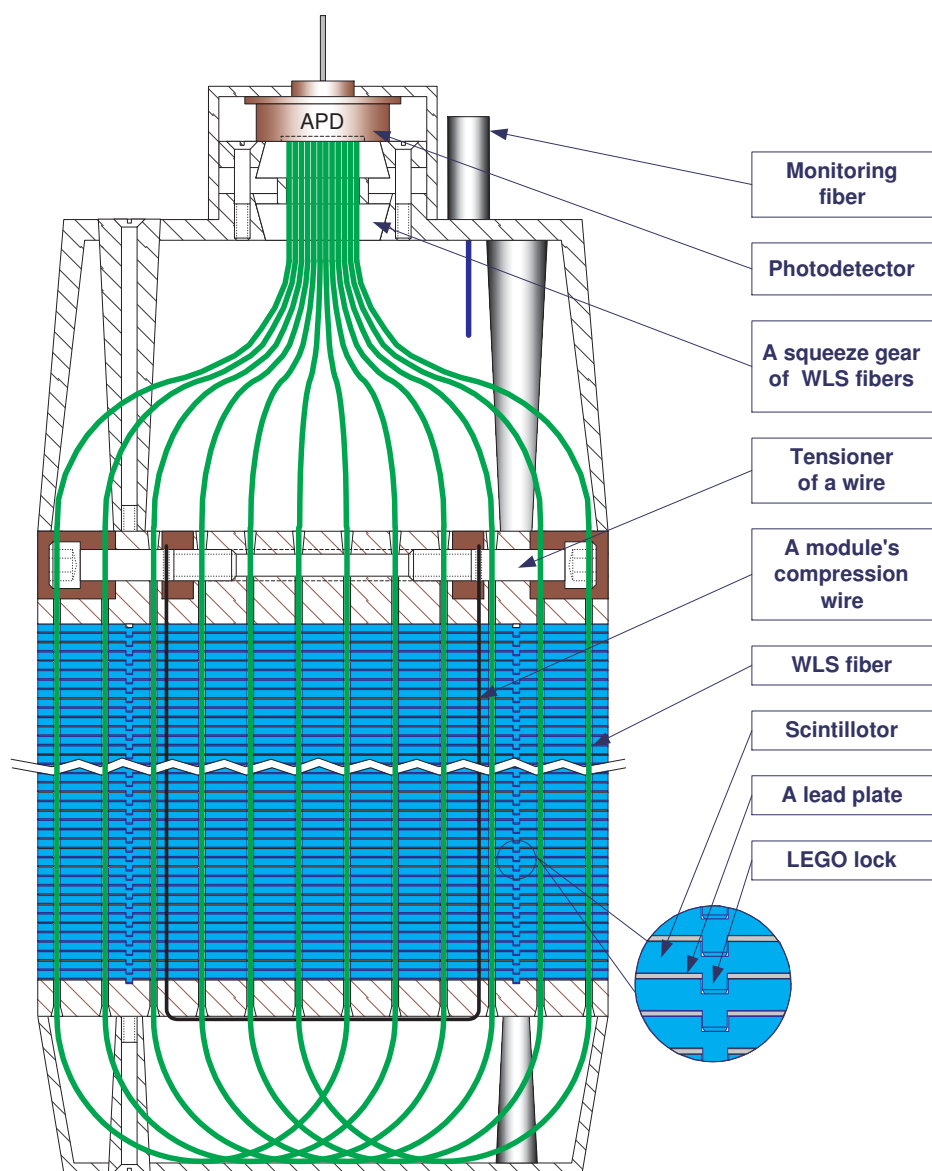 APD
Monitoring
fiber
Photodetector
A squeeze gear
of WLS fibers
Tensioner
of a wire
A module's
compression
wire
WLS fiber
Scintillotor
A lead plate
LEGO lock